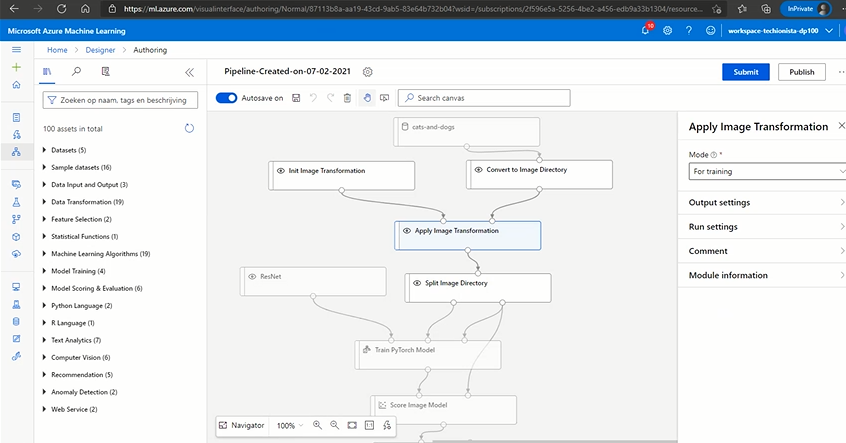 https://ml.azure.com/visualinterface/authoring/Normal/87113b8a-aa19-43cd-9ab5-83e64b732b04?wsid=/subscriptions/2f596e5a-5256-4be2-a456-edb9a33b1304/resource...
InPrivate
Microsoft Azure Machine Learning
10
workspace-techionista-dp100
Home > Designer > Authoring
Pipeline-Created-on-07-02-2021
Submit
Publish
Zoeken op naam, tags en beschrijving
Autosave on
Search canvas
100 assets in total
Datasets (5)
Sample datasets (16)
Data Input and Output (3)
Data Transformation (19)
Feature Selection (2)
Statistical Functions (1)
Machine Learning Algorithms (19)
Model Training (4)
Model Scoring & Evaluation (6)
Python Language (2)
R Language (1)
Text Analytics (7)
Computer Vision (6)
Recommendation (5)
Anomaly Detection (2)
Web Service (2)
cats-and-dogs
Init Image Transformation
Convert to Image Directory
Apply Image Transformation
ResNet
Split Image Directory
Train PyTorch Model
Score Image Model
Navigator
100%
Apply Image Transformation
Mode *
For training
Output settings
Run settings
Comment
Module information